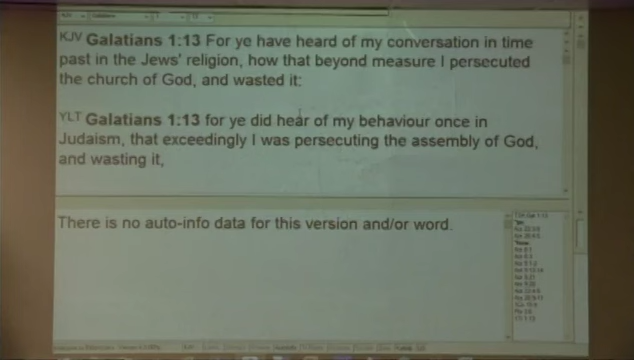 KJV Galatians 1:13 For ye have heard of my conversation in time
past in the Jews' religion, how that beyond measure I persecuted
the church of God, and wasted it:
YLT Galatians 1:13 for ye did hear of my behaviour once in
Judaism, that exceedingly I was persecuting the assembly of God,
and wasting it,
There is no auto-info data for this version and/or word.